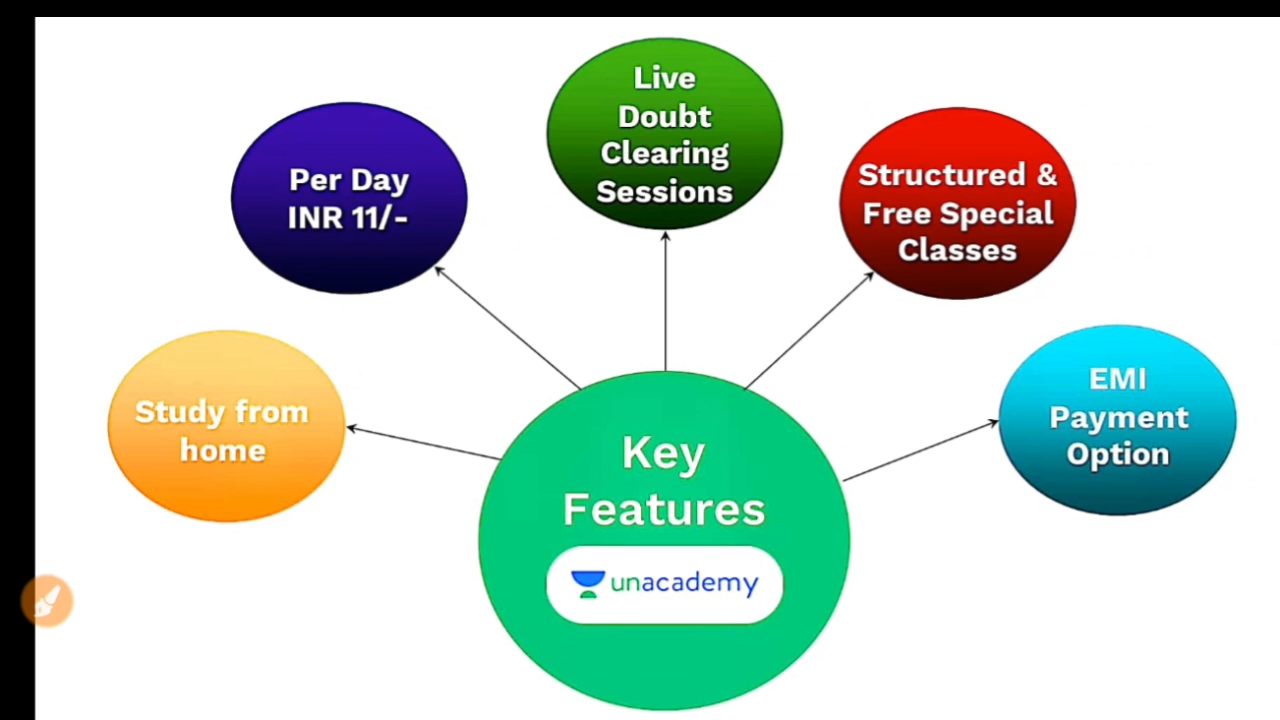 Live
Doubt
Clearing
Sessions
Per Day
INR 11/-
Structured &
Free Special
Classes
Study from
home
EMI
Payment
Option
Key
Features
unacademy